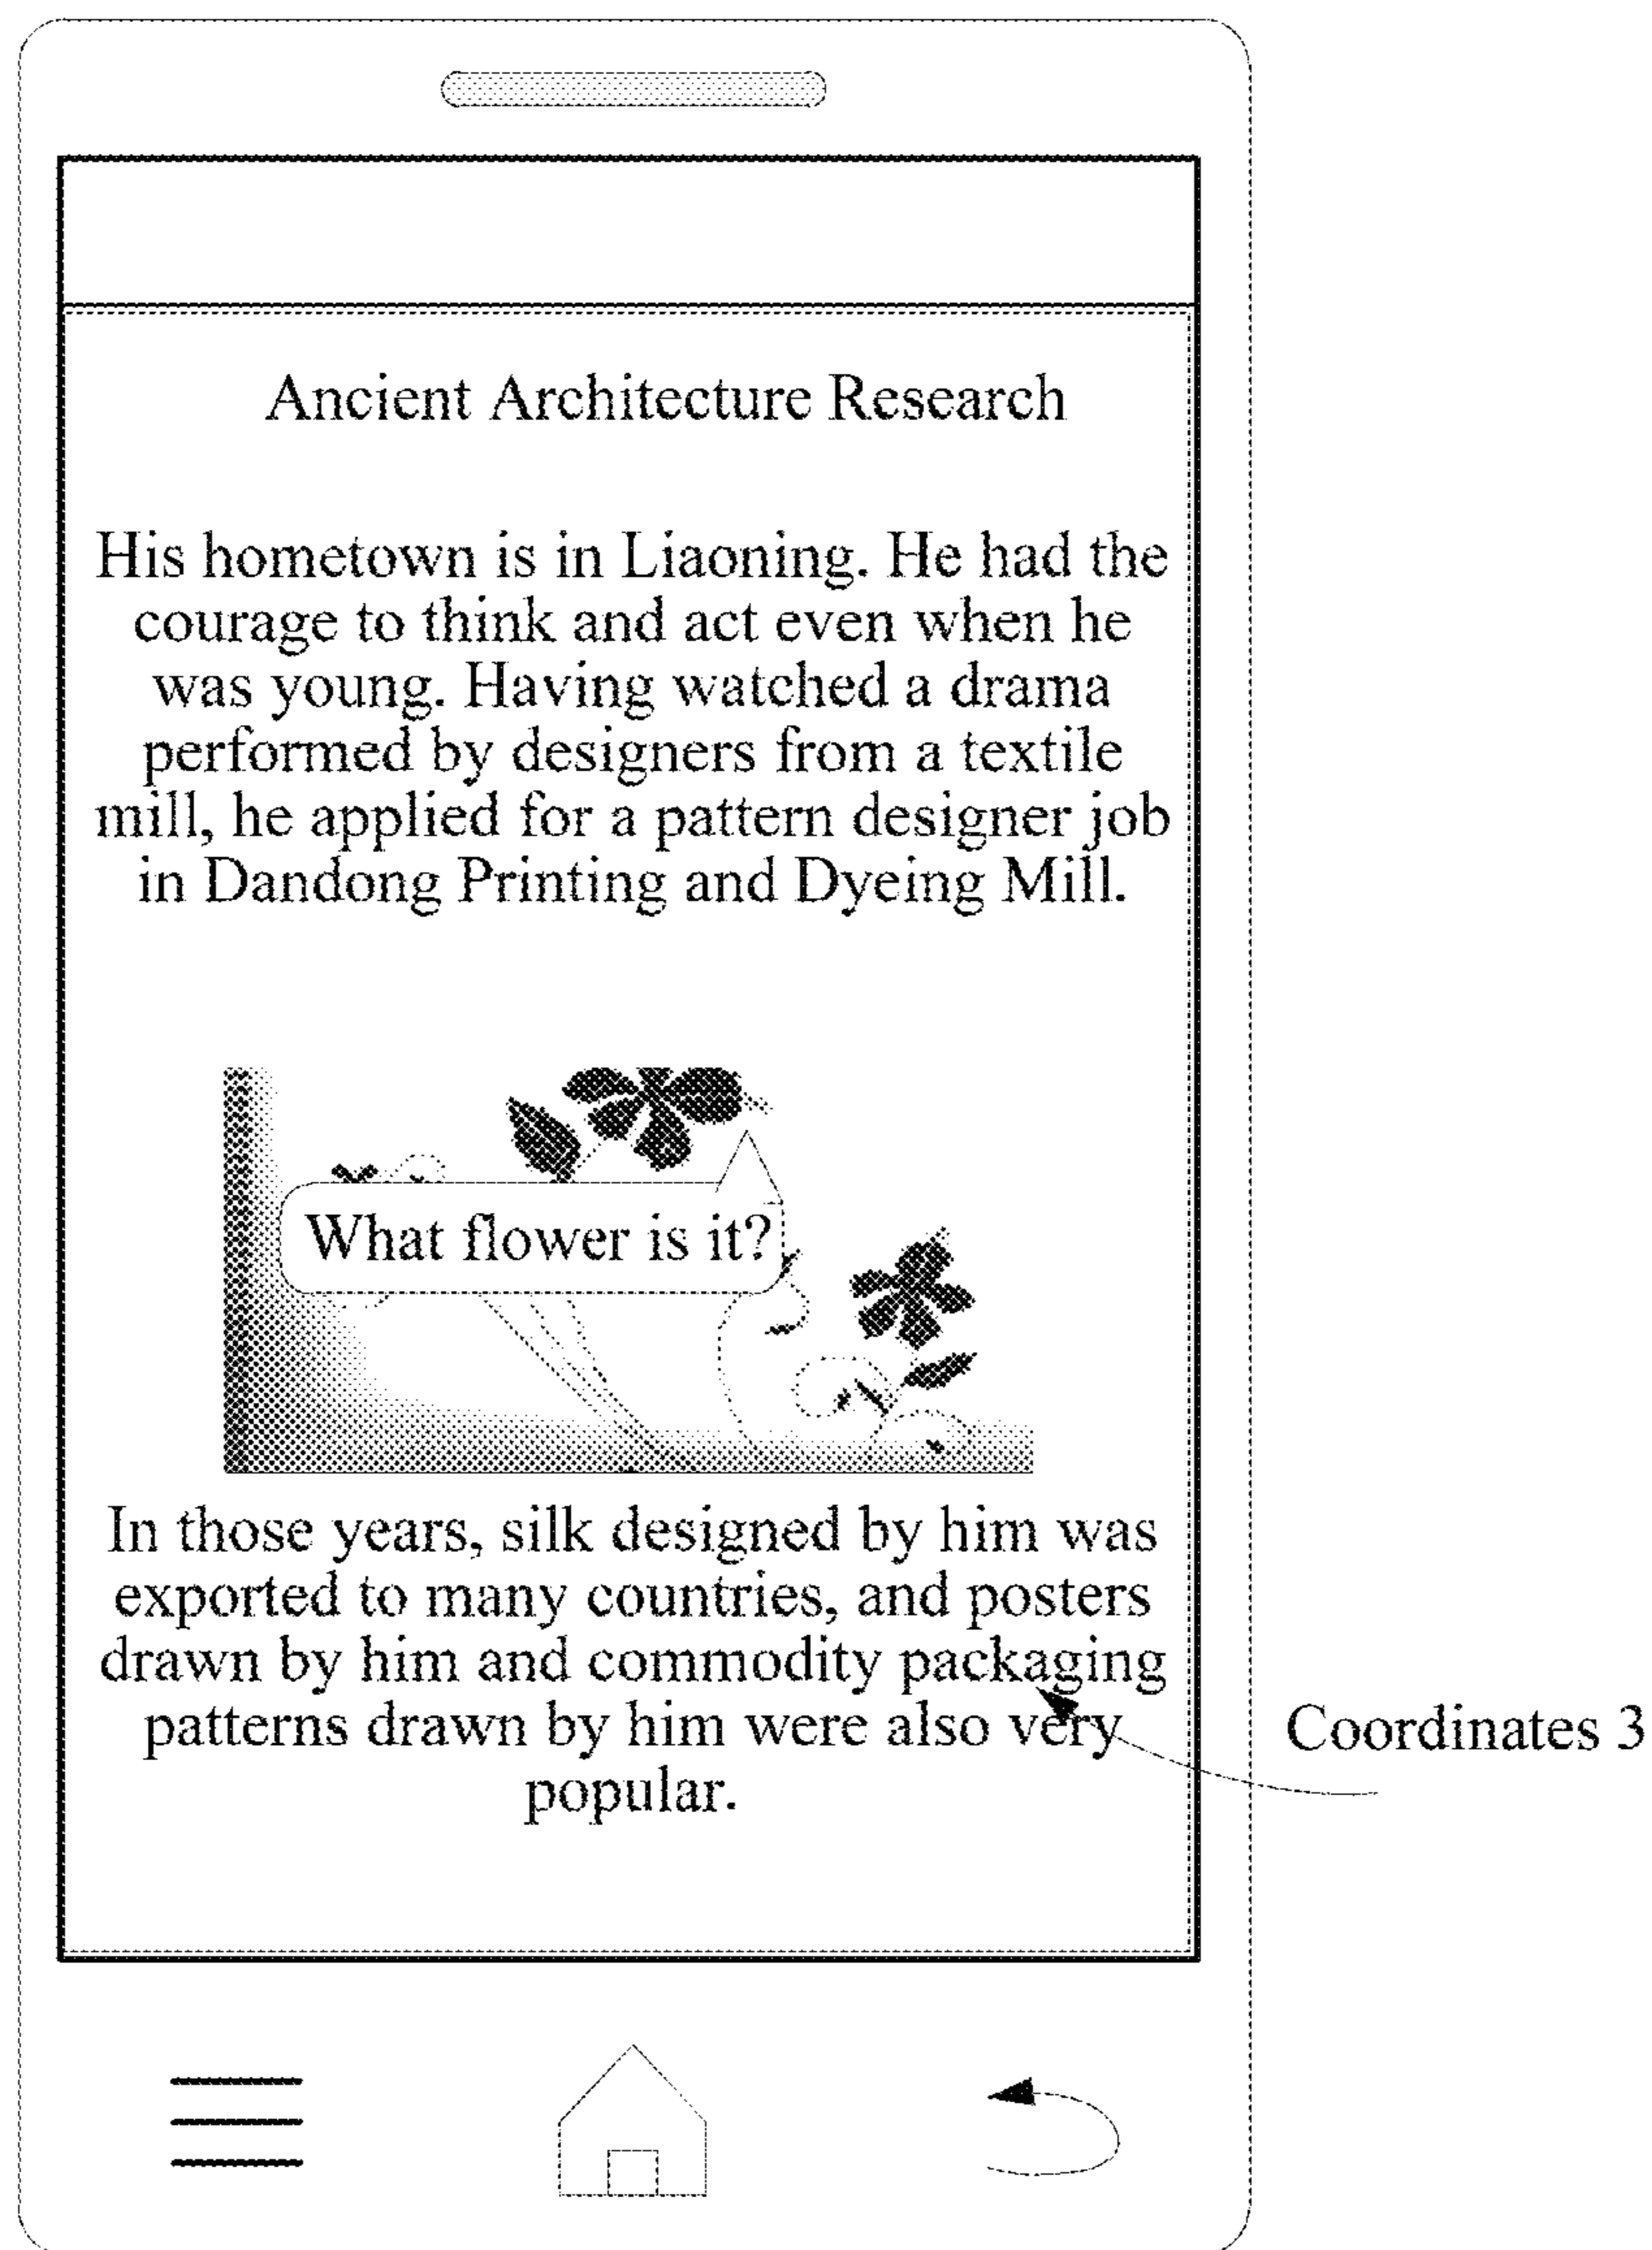 Ancient Architecture Research
His hometown is in Liaoning. He had the
courage to think and act even when he
was young. Having watched a drama
performed by designers from a textile
mill, he applied for a pattern designer job
in Dandong Printing and Dyeing Mill.
What flower is it?
In those years, silk designed by him was
exported to many countries, and posters
drawn by him and commodity packaging
patterns drawn by him were also very
popular.
Coordinates 3